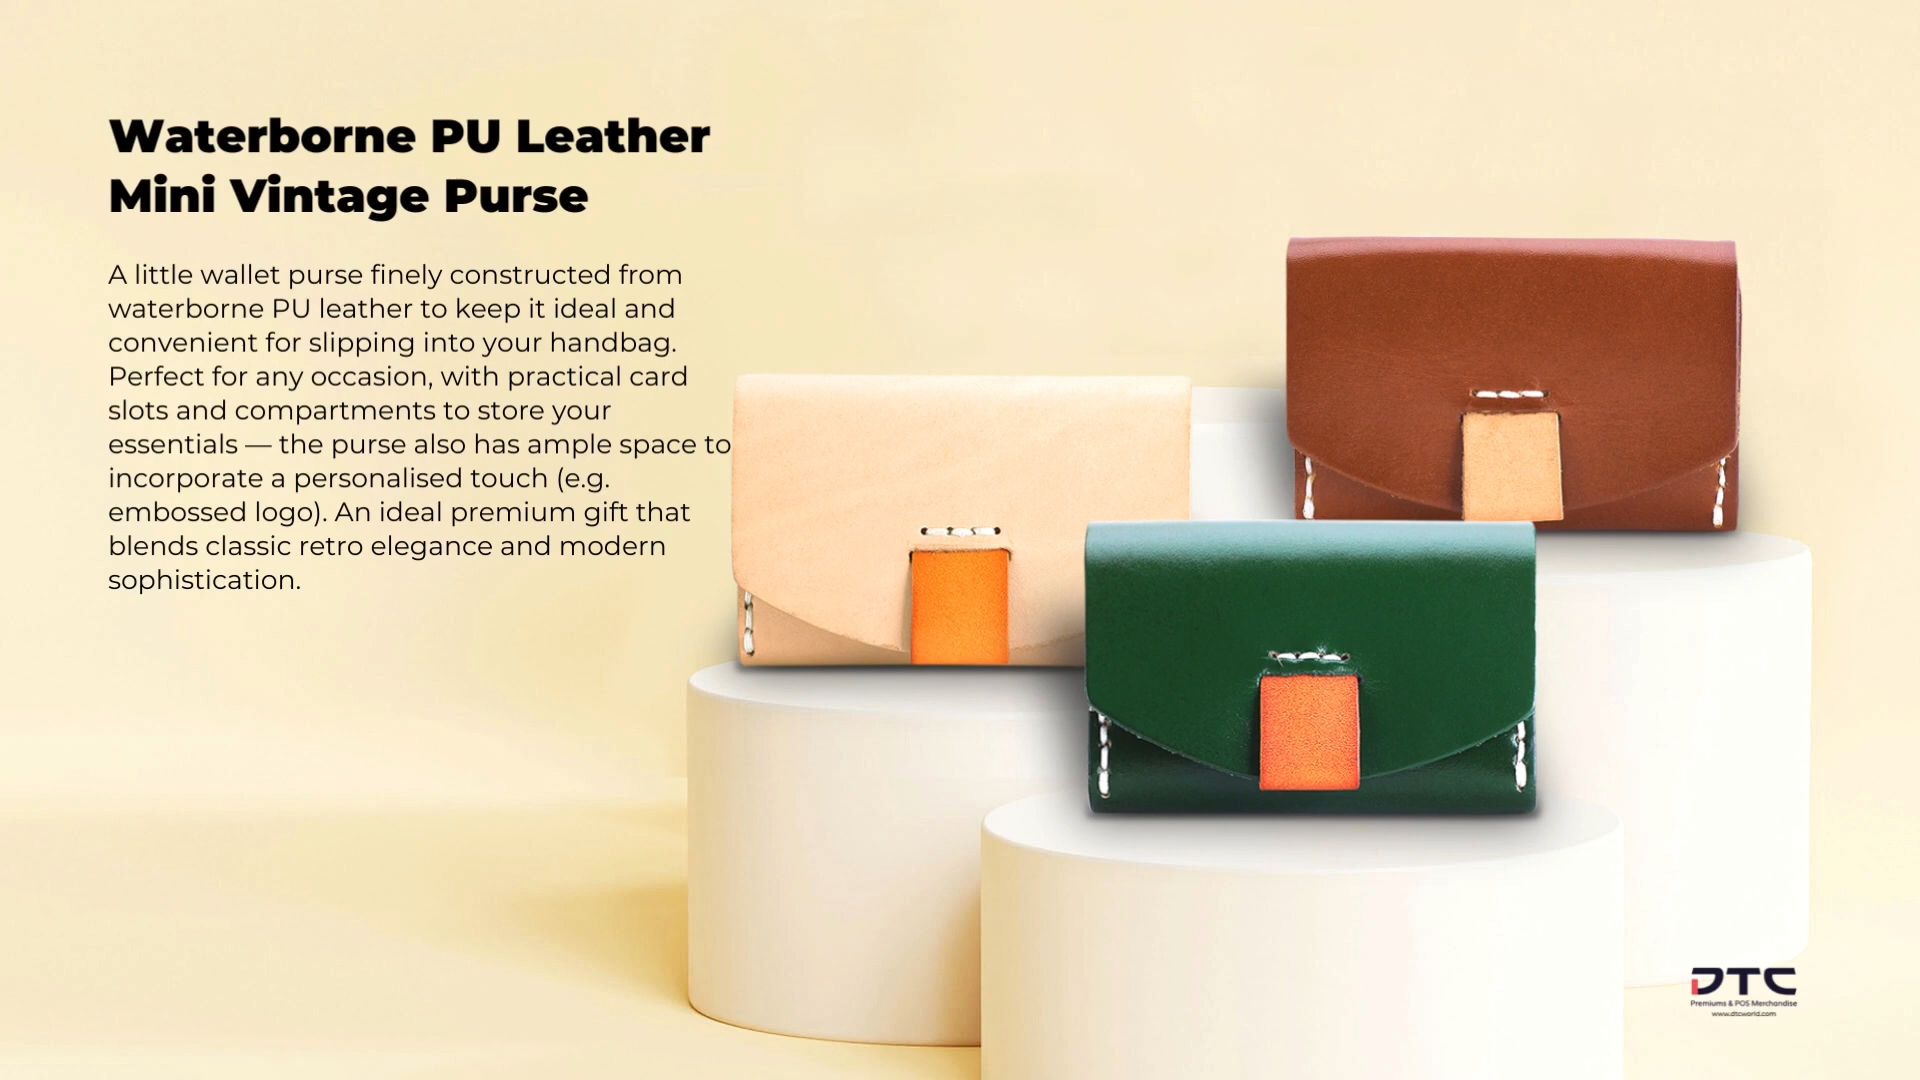 Waterborne PU Leather
Mini Vintage Purse
A little wallet purse finely constructed from
waterborne PU leather to keep it ideal and
convenient for slipping into your handbag.
Perfect for any occasion, with practical card
slots and compartments to store your
essentials — the purse also has ample space to
incorporate a personalised touch (e.g.
embossed logo). An ideal premium gift that
blends classic retro elegance and modern
sophistication.
DTC
Premiums & POS Merchandise
www.dtcworld.com